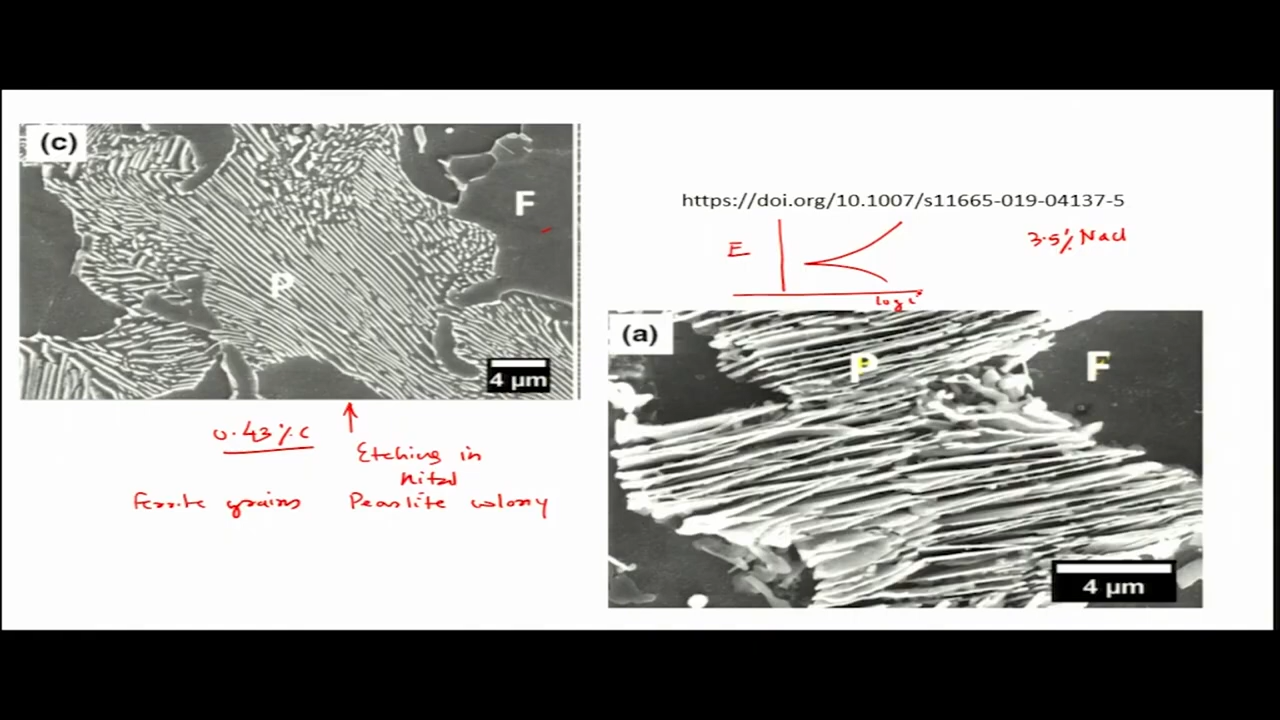 (c)
F
P
4 μm
0.43%.C
Etching in
Nital
Ferrite grains Pearlite colony
https://doi.org/10.1007/s11665-019-04137-5
3.5% NaCl
E
log i
(a)
P
F
4 μm